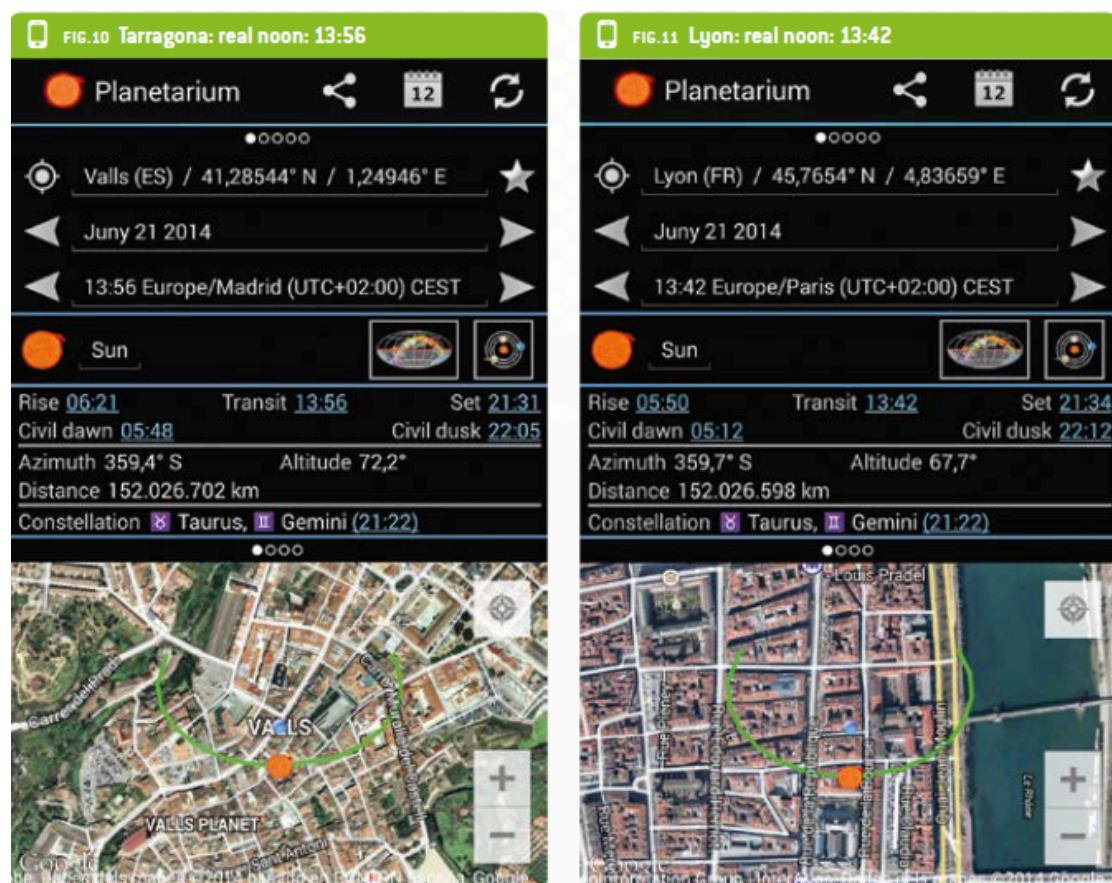 FIG.10 Tarragona: real noon: 13:56
Planetarium
12
Valls (ES) / 41,28544° N / 1,24946° E
Juny 21 2014
13:56 Europe/Madrid (UTC+02:00) CEST
Sun
Rise 06:21 Transit 13:56 Set 21:31
Civil dawn 05:48 Civil dusk 22:05
Azimuth 359,4° S Altitude 72,2°
Distance 152.026.702 km
Constellation ♉ Taurus, ♊ Gemini (21:22)
VALLS
VALLS PLANET
Sant Antoni
Google
FIG.11 Lyon: real noon: 13:42
Planetarium
12
Lyon (FR) / 45,7654° N / 4,83659° E
Juny 21 2014
13:42 Europe/Paris (UTC+02:00) CEST
Sun
Rise 05:50 Transit 13:42 Set 21:34
Civil dawn 05:12 Civil dusk 22:12
Azimuth 359,7° S Altitude 67,7°
Distance 152.026.598 km
Constellation ♉ Taurus, ♊ Gemini (21:22)
Louis Pradel
Le Rhône
©2014 Google